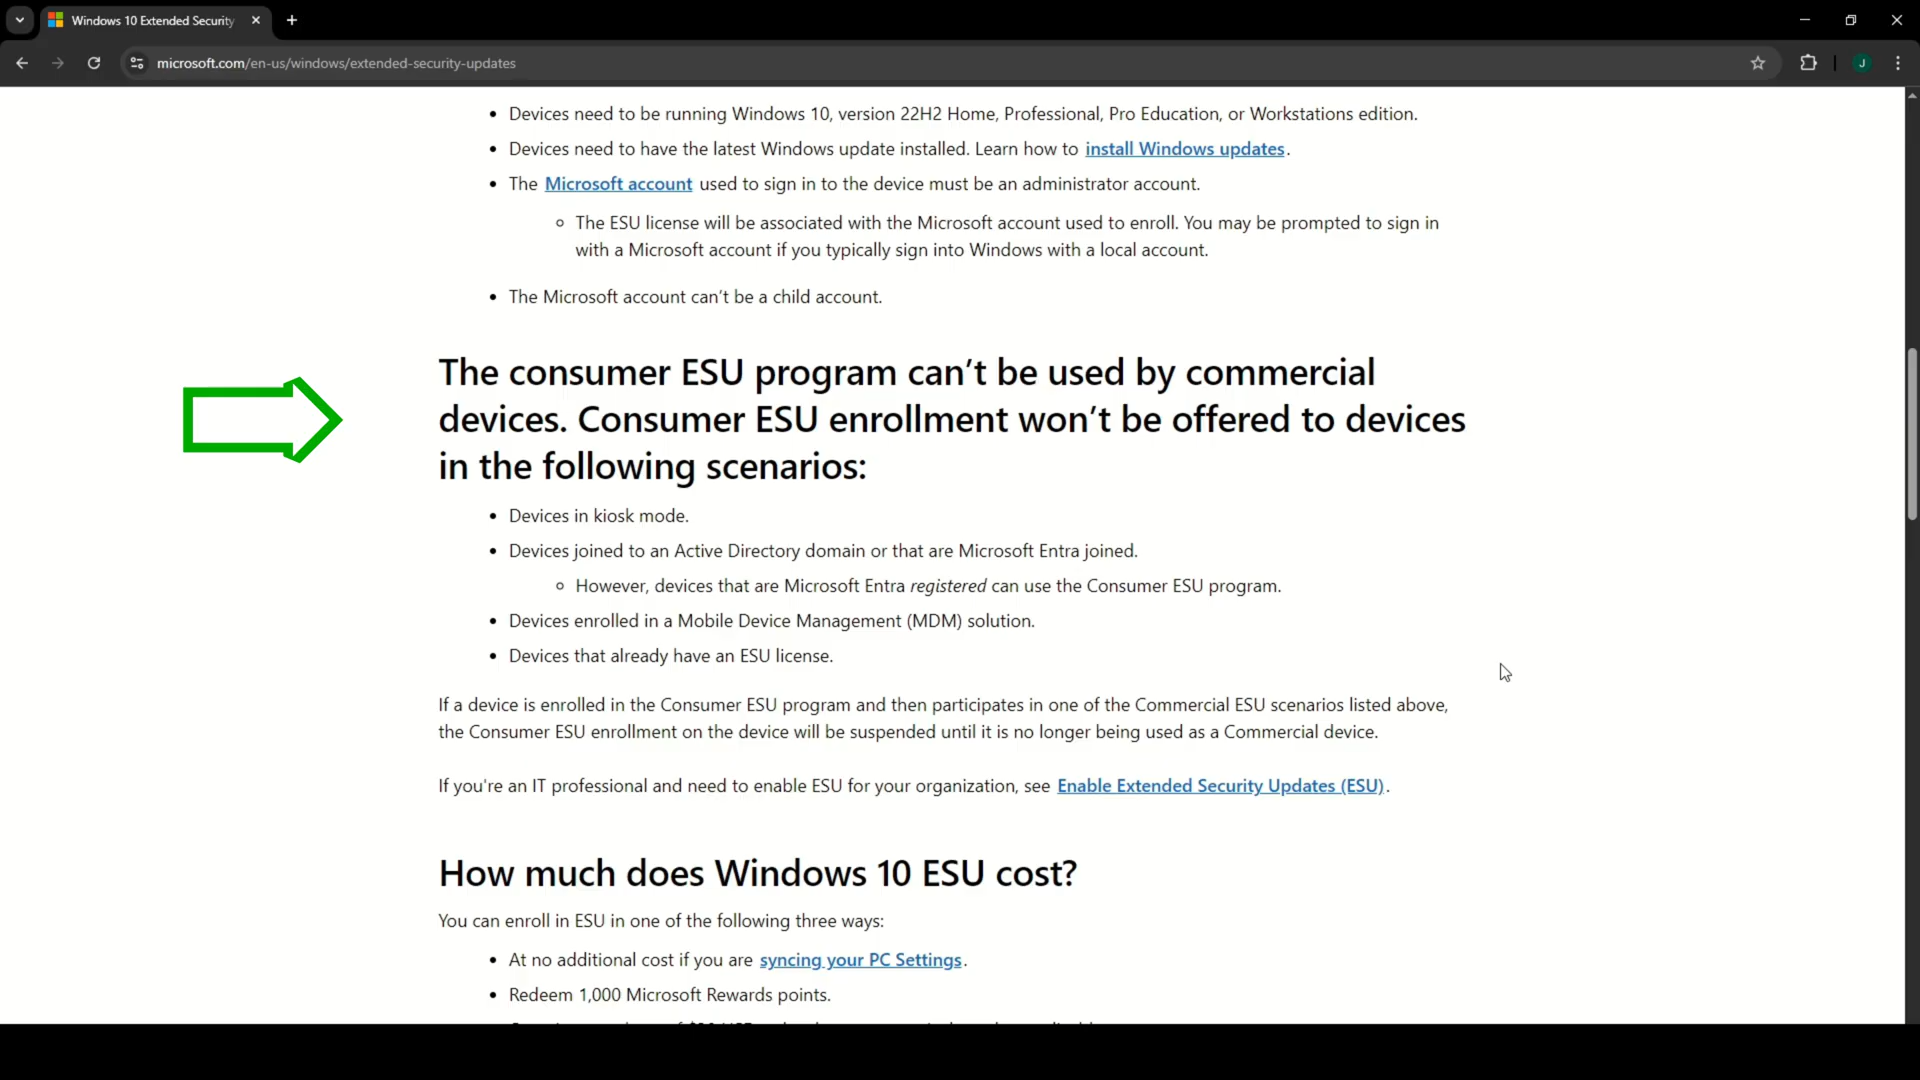 Windows 10 Extended Security
microsoft.com/en-us/windows/extended-security-updates
J
• Devices need to be running Windows 10, version 22H2 Home, Professional, Pro Education, or Workstations edition.
• Devices need to have the latest Windows update installed. Learn how to install Windows updates.
• The Microsoft account used to sign in to the device must be an administrator account.
The ESU license will be associated with the Microsoft account used to enroll. You may be prompted to sign in
with a Microsoft account if you typically sign into Windows with a local account.
• The Microsoft account can’t be a child account.
The consumer ESU program can’t be used by commercial
devices. Consumer ESU enrollment won’t be offered to devices
in the following scenarios:
• Devices in kiosk mode.
• Devices joined to an Active Directory domain or that are Microsoft Entra joined.
However, devices that are Microsoft Entra registered can use the Consumer ESU program.
• Devices enrolled in a Mobile Device Management (MDM) solution.
• Devices that already have an ESU license.
If a device is enrolled in the Consumer ESU program and then participates in one of the Commercial ESU scenarios listed above,
the Consumer ESU enrollment on the device will be suspended until it is no longer being used as a Commercial device.
If you're an IT professional and need to enable ESU for your organization, see Enable Extended Security Updates (ESU).
How much does Windows 10 ESU cost?
You can enroll in ESU in one of the following three ways:
• At no additional cost if you are syncing your PC Settings.
• Redeem 1,000 Microsoft Rewards points.